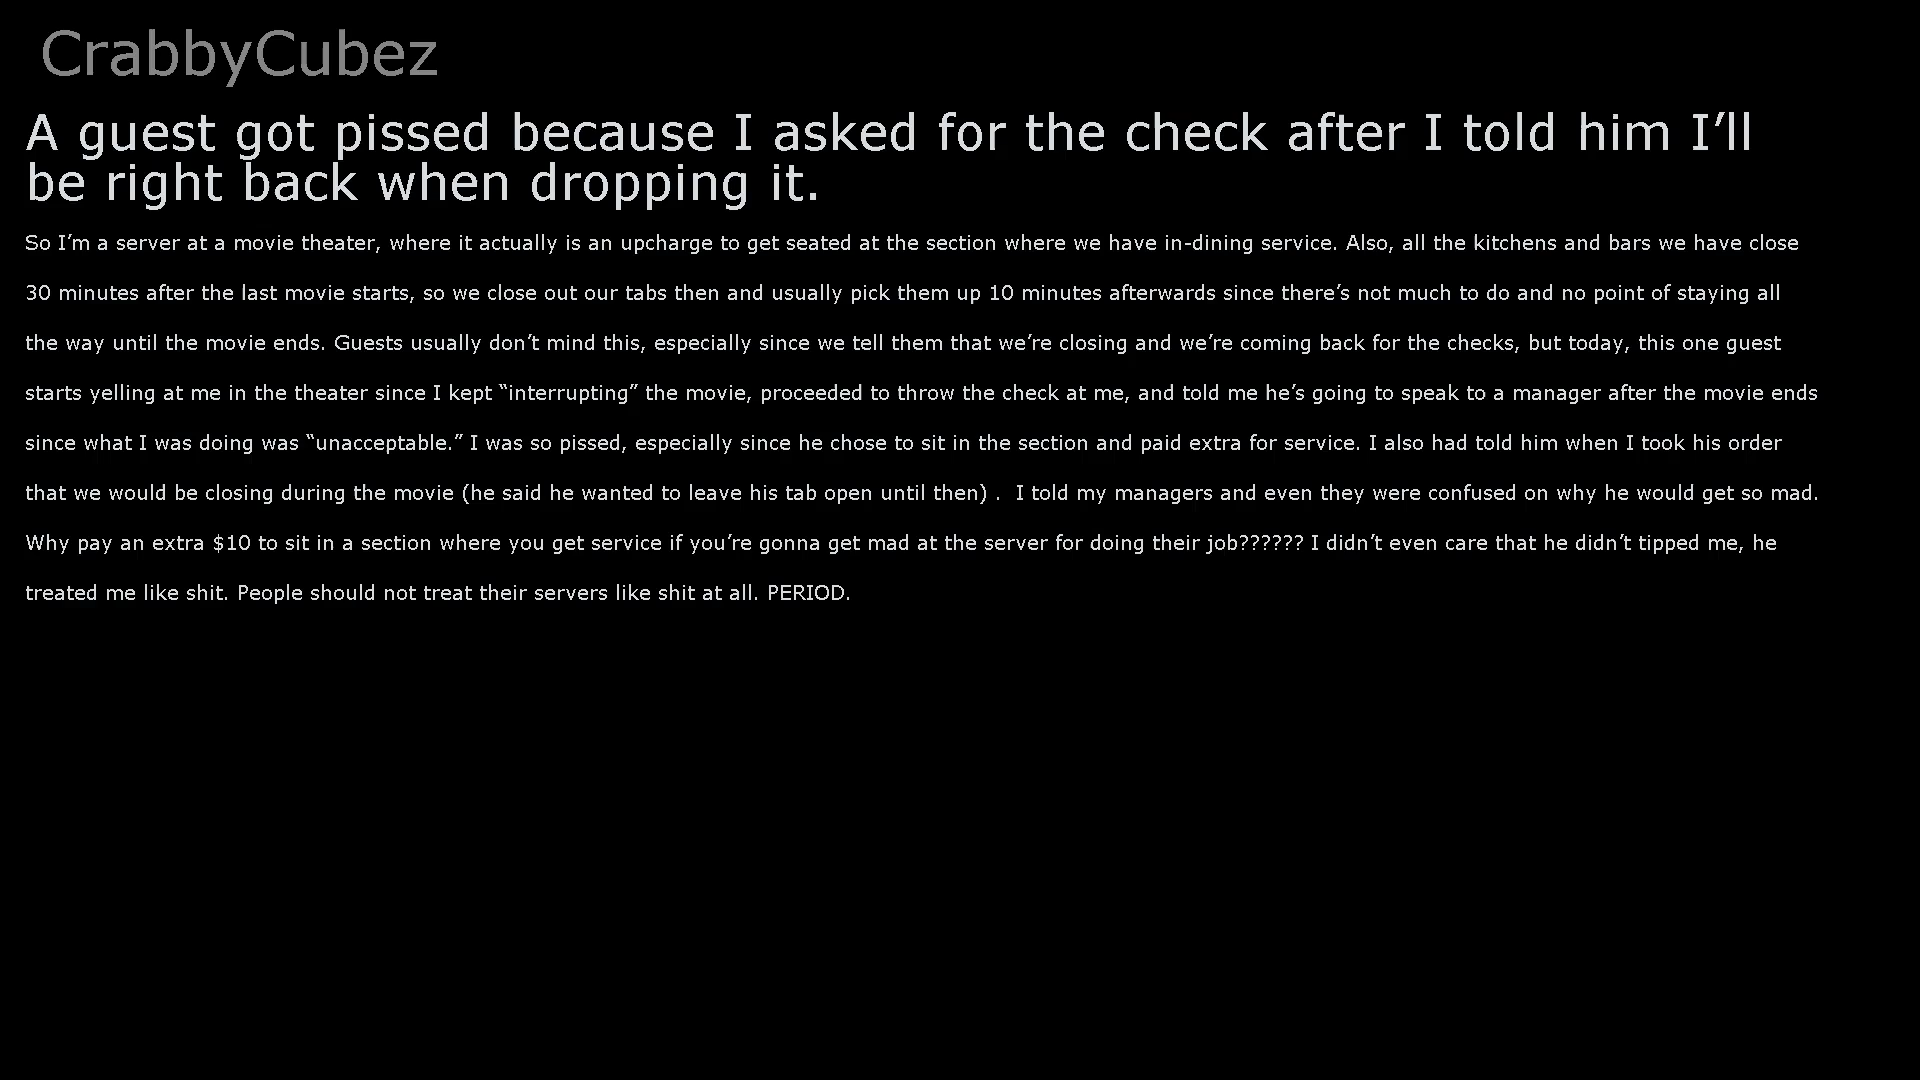 CrabbyCubez
A guest got pissed because I asked for the check after I told him I’ll
be right back when dropping it.
So I’m a server at a movie theater, where it actually is an upcharge to get seated at the section where we have in-dining service. Also, all the kitchens and bars we have close
30 minutes after the last movie starts, so we close out our tabs then and usually pick them up 10 minutes afterwards since there’s not much to do and no point of staying all
the way until the movie ends. Guests usually don’t mind this, especially since we tell them that we’re closing and we’re coming back for the checks, but today, this one guest
starts yelling at me in the theater since I kept “interrupting” the movie, proceeded to throw the check at me, and told me he’s going to speak to a manager after the movie ends
since what I was doing was “unacceptable.” I was so pissed, especially since he chose to sit in the section and paid extra for service. I also had told him when I took his order
that we would be closing during the movie (he said he wanted to leave his tab open until then) .  I told my managers and even they were confused on why he would get so mad.
Why pay an extra $10 to sit in a section where you get service if you’re gonna get mad at the server for doing their job?????? I didn’t even care that he didn’t tipped me, he
treated me like shit. People should not treat their servers like shit at all. PERIOD.